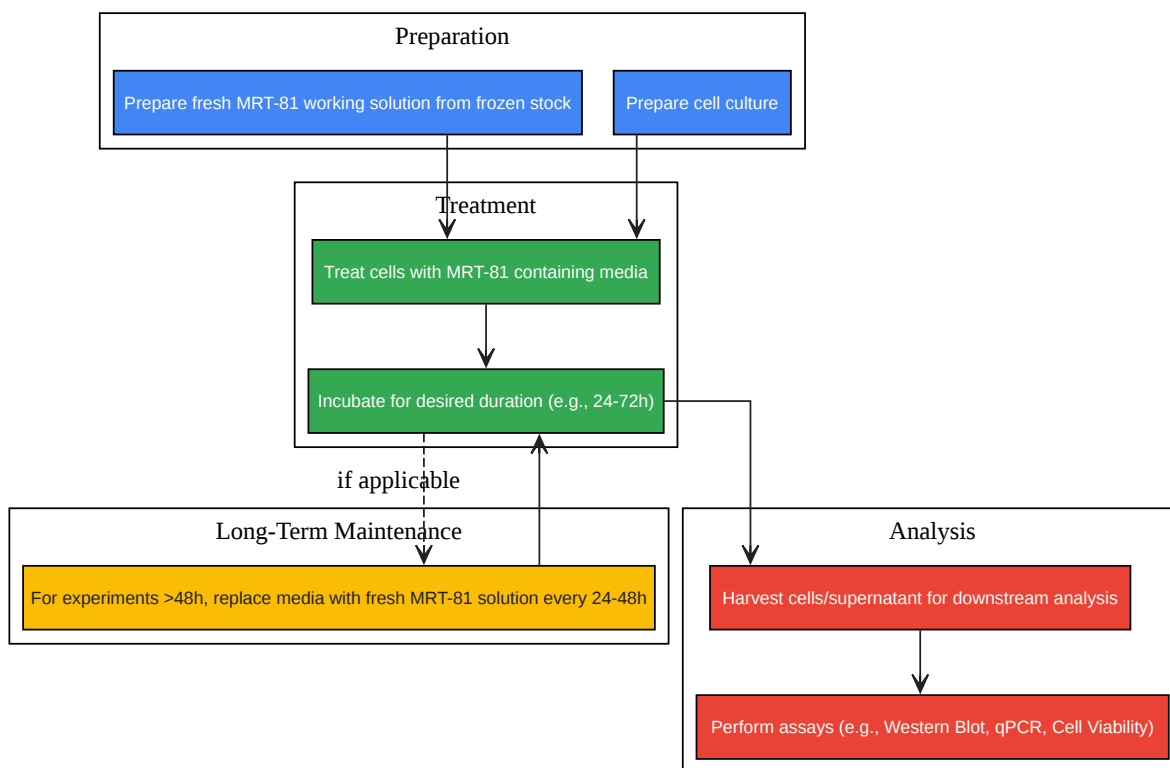 Preparation
Prepare fresh MRT-81 working solution from frozen stock
Prepare cell culture
Treatment
Treat cells with MRT-81 containing media
Incubate for desired duration (e.g., 24-72h)
if applicable
Long-Term Maintenance
For experiments >48h, replace media with fresh MRT-81 solution every 24-48h
Analysis
Harvest cells/supernatant for downstream analysis
Perform assays (e.g., Western Blot, qPCR, Cell Viability)